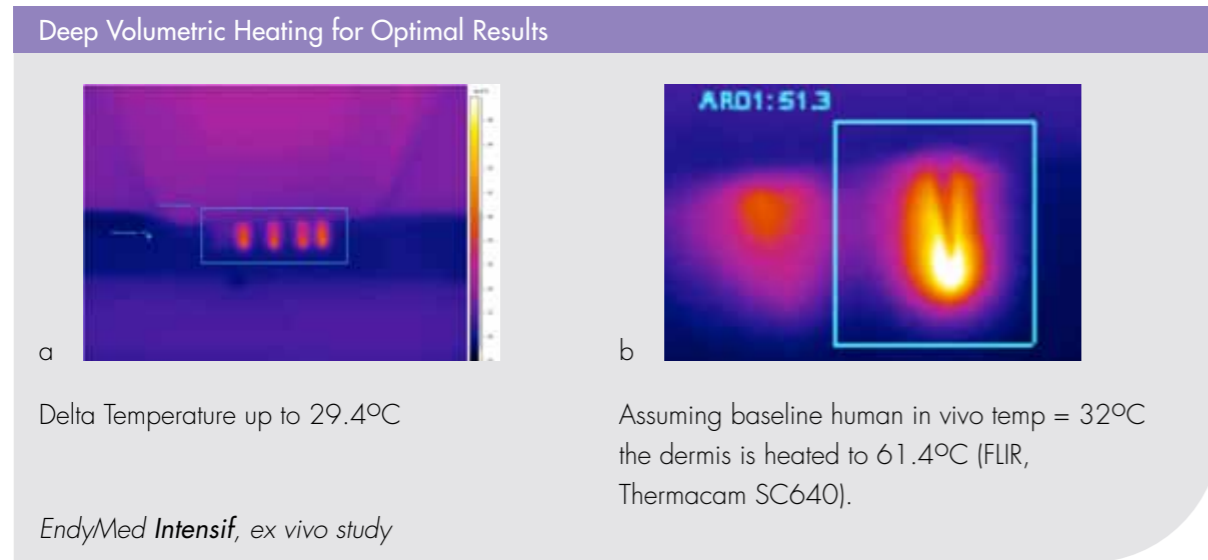 Deep Volumetric Heating for Optimal Results
ARO1:51.3
a
b
Delta Temperature up to 29.4ºC
Assuming baseline human in vivo temp = 32ºC
the dermis is heated to 61.4ºC (FLIR,
Thermacam SC640).
EndyMed Intensif, ex vivo study